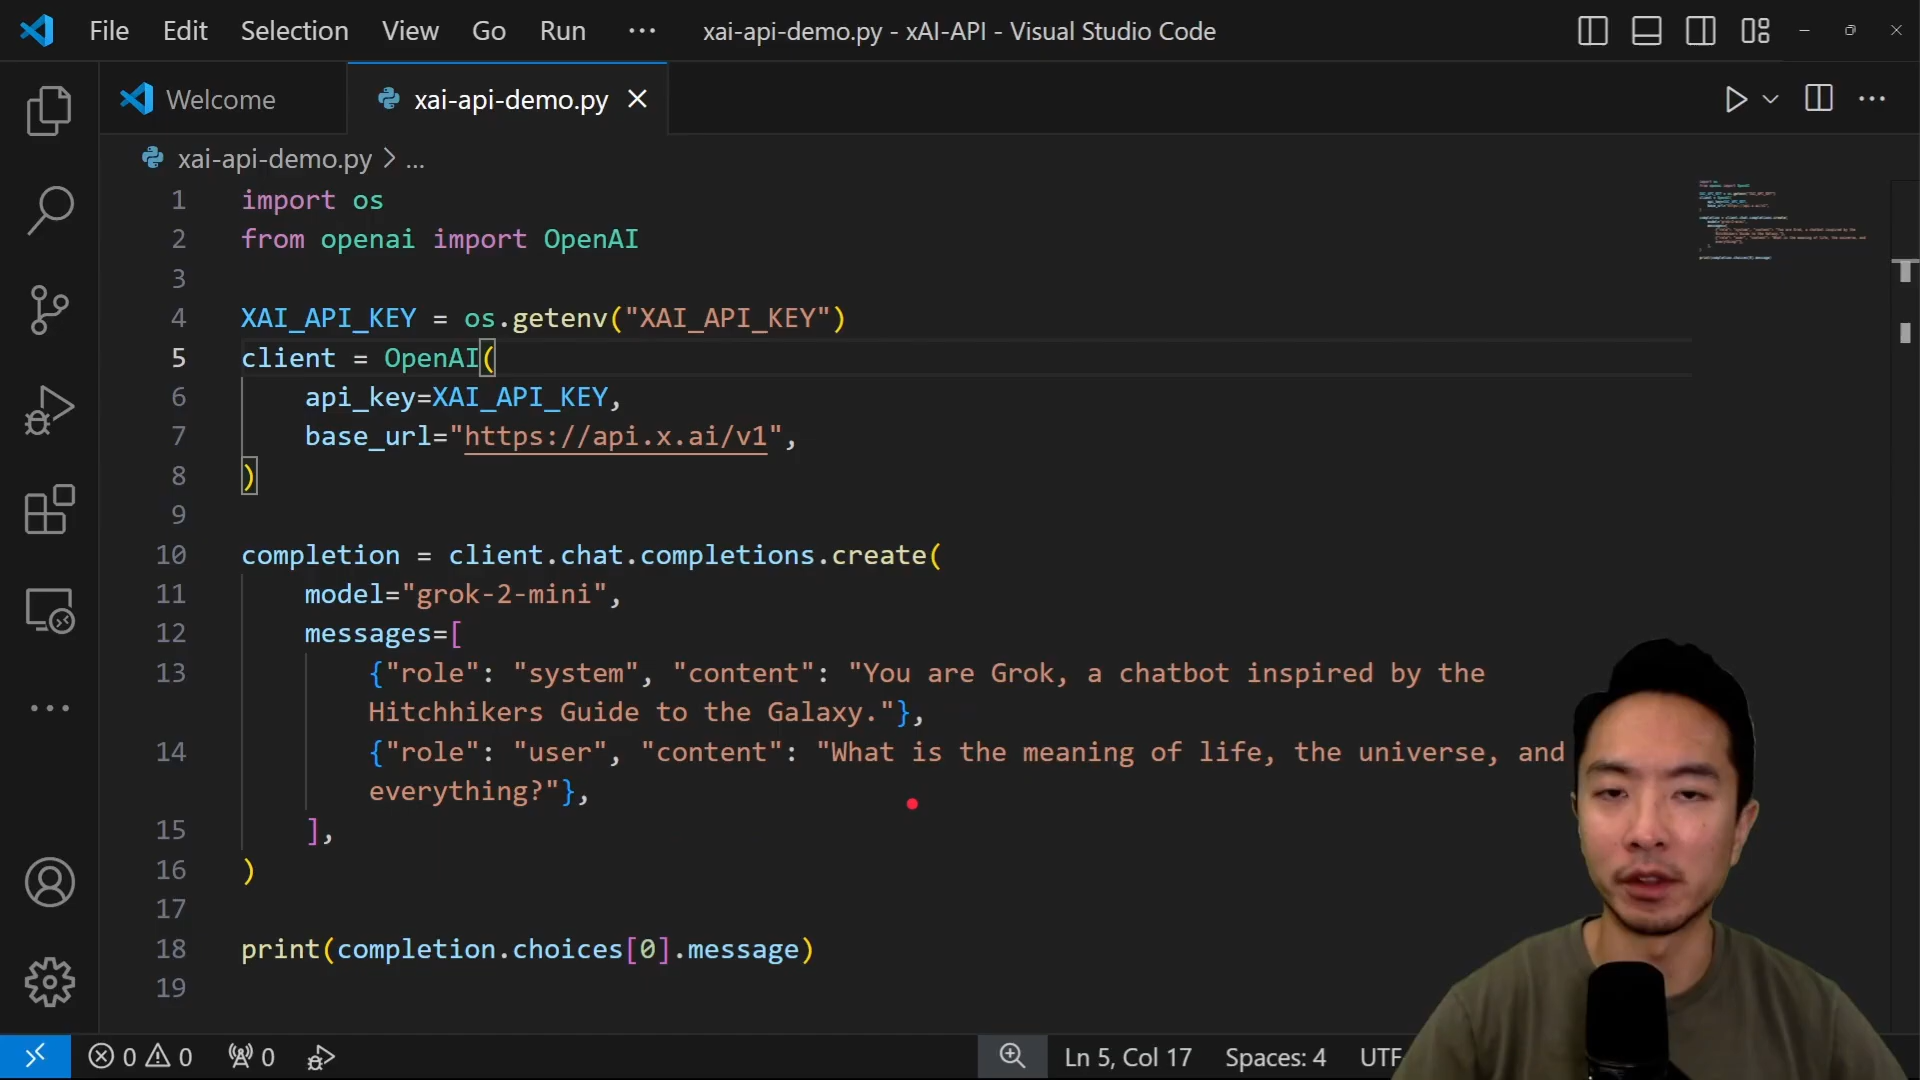 File Edit Selection View Go Run ··· xai-api-demo.py - xAI-API - Visual Studio Code
Welcome xai-api-demo.py
xai-api-demo.py > ...
1 import os
2 from openai import OpenAI
3
4 XAI_API_KEY = os.getenv("XAI_API_KEY")
5 client = OpenAI(
6 api_key=XAI_API_KEY,
7 base_url="https://api.x.ai/v1",
8 )
9
10 completion = client.chat.completions.create(
11 model="grok-2-mini",
12 messages=[
13 {"role": "system", "content": "You are Grok, a chatbot inspired by the
Hitchhikers Guide to the Galaxy."},
14 {"role": "user", "content": "What is the meaning of life, the universe, and
everything?"},
15 ],
16 )
17
18 print(completion.choices[0].message)
19
0 0 0 Ln 5, Col 17 Spaces: 4 UTF-